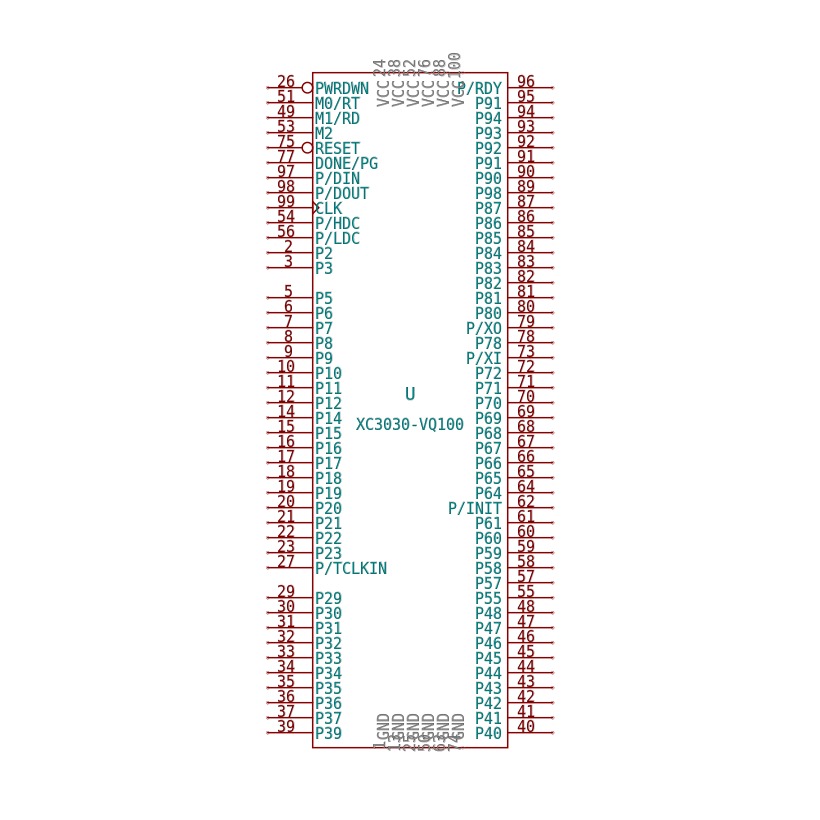 VCC 24
VCC 38
VCC 52
VCC 76
VCC 88
VCC 100
26 PWRDWN P/RDY 96
51 M0/RT P91 95
49 M1/RD P94 94
53 M2 P93 93
75 RESET P92 92
77 DONE/PG P91 91
97 P/DIN P90 90
98 P/DOUT P98 89
99 CLK P87 87
54 P/HDC P86 86
56 P/LDC P85 85
2 P2 P84 84
3 P3 P83 83
P82 82
5 P5 P81 81
6 P6 P80 80
7 P7 P/XO 79
8 P8 P78 78
9 P9 P/XI 73
10 P10 P72 72
11 P11 P71 71
U
12 P12 P70 70
14 P14 P69 69
XC3030-VQ100
15 P15 P68 68
16 P16 P67 67
17 P17 P66 66
18 P18 P65 65
19 P19 P64 64
20 P20 P/INIT 62
21 P21 P61 61
22 P22 P60 60
23 P23 P59 59
27 P/TCLKIN P58 58
P57 57
29 P29 P55 55
30 P30 P48 48
31 P31 P47 47
32 P32 P46 46
33 P33 P45 45
34 P34 P44 44
35 P35 P43 43
36 P36 P42 42
37 P37 P41 41
39 P39 P40 40
1 GND
13 GND
25 GND
50 GND
63 GND
74 GND